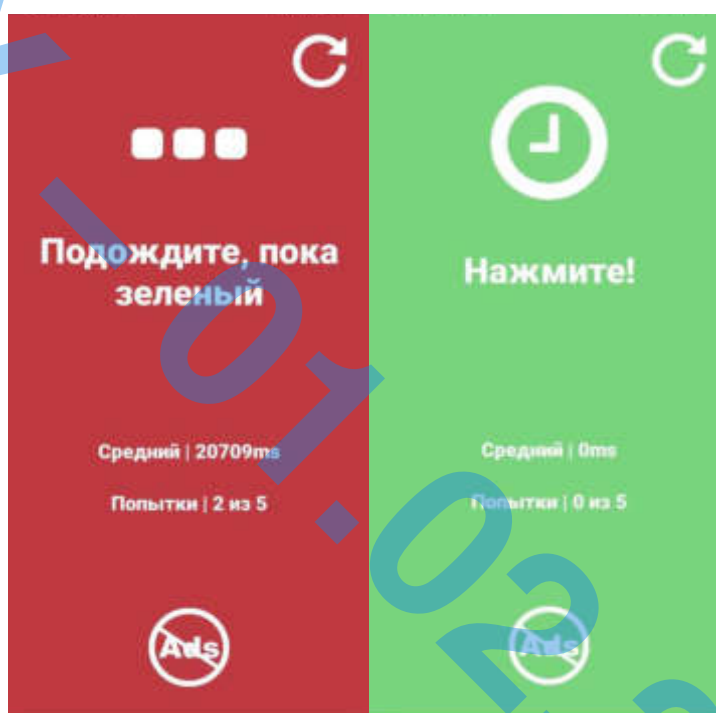 Подождите, пока
зеленый
Средний | 20709ms
Попытки | 2 из 5
Ads
Нажмите!
Средний | 0ms
Попытки | 0 из 5
Ads